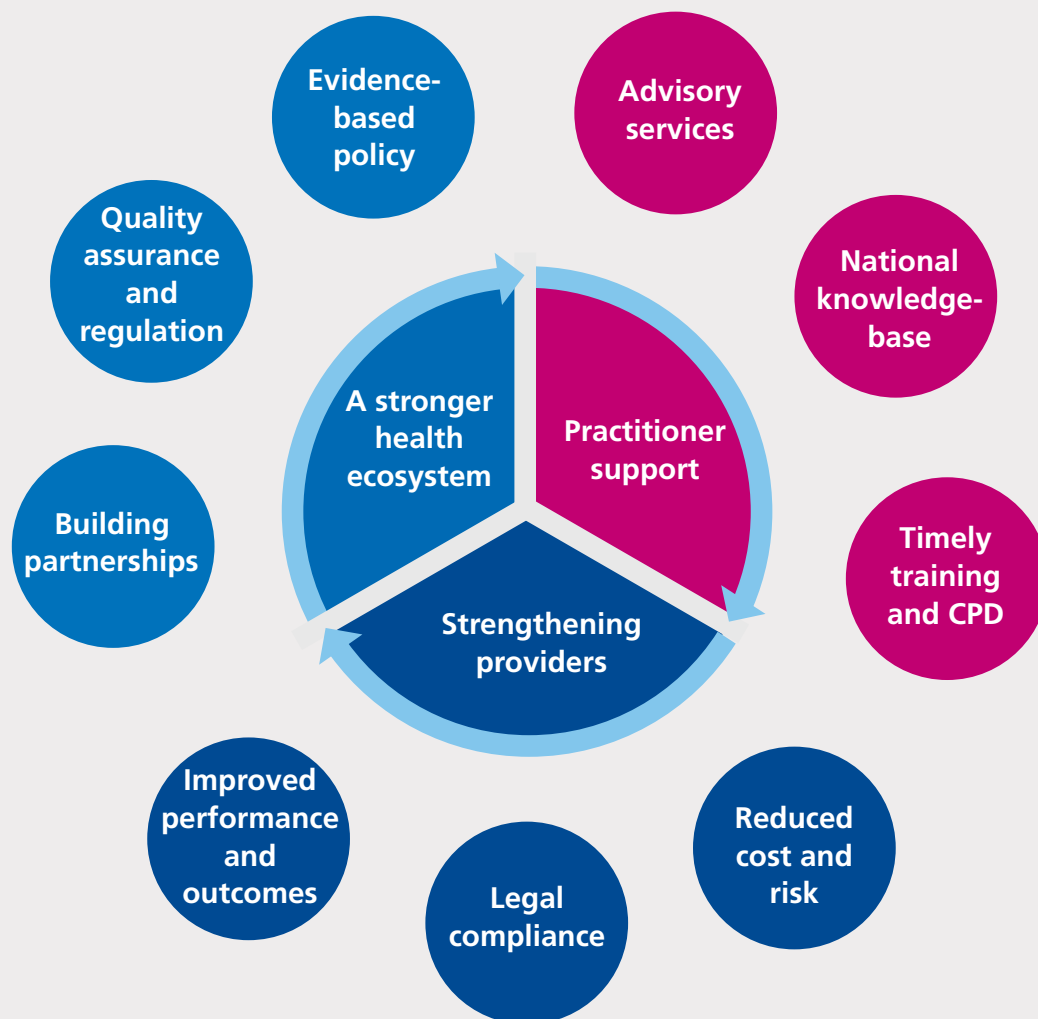 Evidence-
based
policy
Advisory
services
Quality
assurance
and
regulation
National
knowledge-
base
A stronger
health
ecosystem
Practitioner
support
Building
partnerships
Timely
training
and CPD
Strengthening
providers
Improved
performance
and
outcomes
Reduced
cost and
risk
Legal
compliance